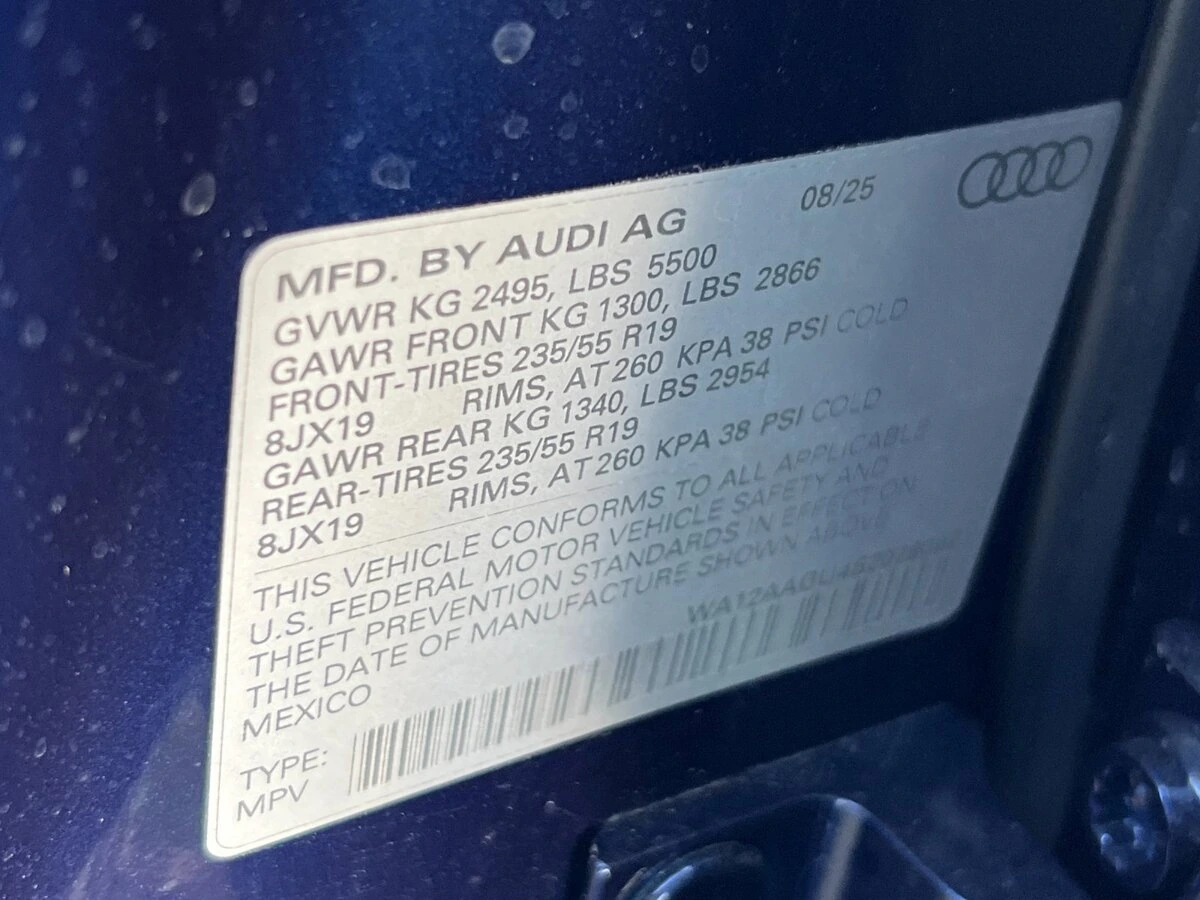 08/25
MFD. BY AUDI AG
GVWR KG 2495, LBS 5500
GAWR FRONT KG 1300, LBS 2866
FRONT-TIRES 235/55 R19
8JX19 RIMS, AT 260 KPA 38 PSI COLD
GAWR REAR KG 1340, LBS 2954
REAR-TIRES 235/55 R19
8JX19 RIMS, AT 260 KPA 38 PSI COLD
THIS VEHICLE CONFORMS TO ALL APPLICABLE
U.S. FEDERAL MOTOR VEHICLE SAFETY AND
THEFT PREVENTION STANDARDS IN EFFECT ON
THE DATE OF MANUFACTURE SHOWN ABOVE
MEXICO
TYPE:
MPV